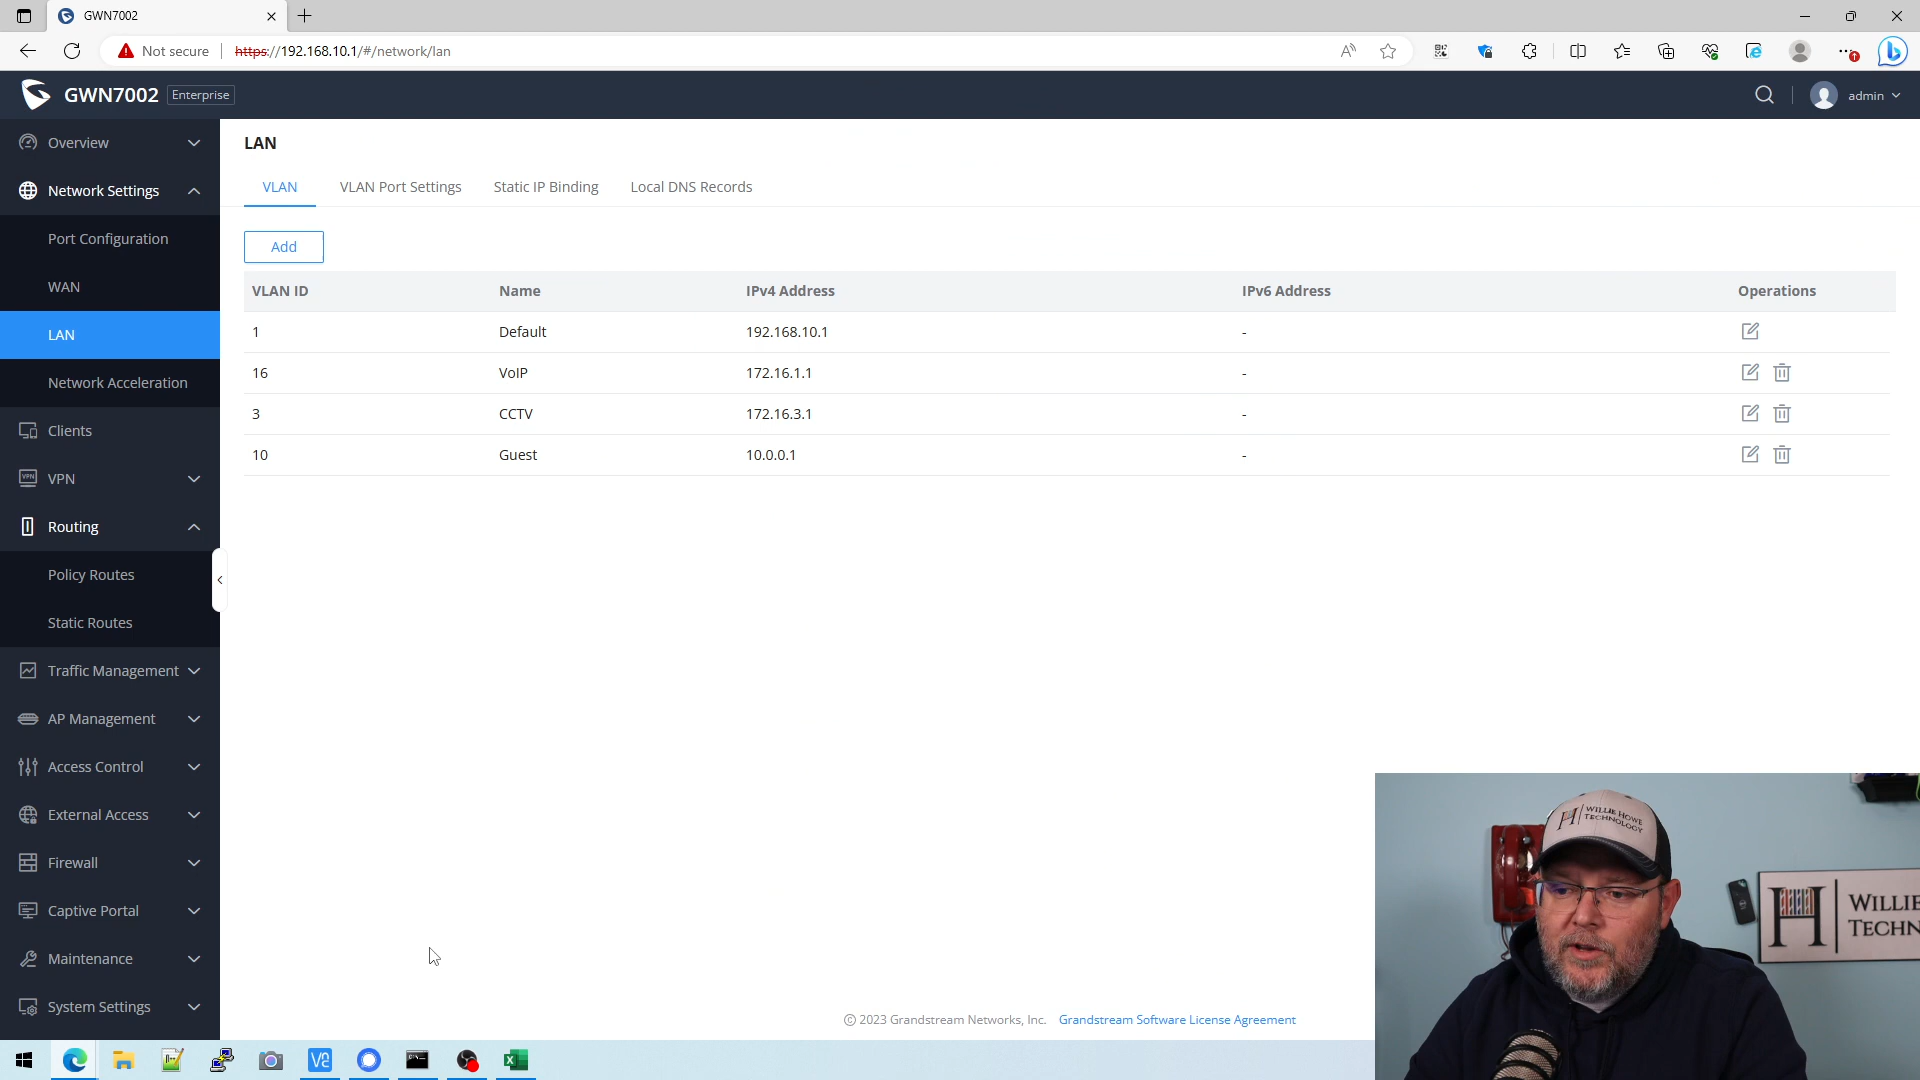 GWN7002
Not secure https://192.168.10.1/#/network/lan
GWN7002 Enterprise
admin
Overview
Network Settings
Port Configuration
WAN
LAN
Network Acceleration
Clients
VPN
Routing
Policy Routes
Static Routes
Traffic Management
AP Management
Access Control
External Access
Firewall
Captive Portal
Maintenance
System Settings
LAN
VLAN VLAN Port Settings Static IP Binding Local DNS Records
Add
VLAN ID Name IPv4 Address IPv6 Address Operations
1 Default 192.168.10.1 -
16 VoIP 172.16.1.1 -
3 CCTV 172.16.3.1 -
10 Guest 10.0.0.1 -
© 2023 Grandstream Networks, Inc. Grandstream Software License Agreement
H WILLIE HOWE
TECHNOLOGY
H WILLIE
TECHN